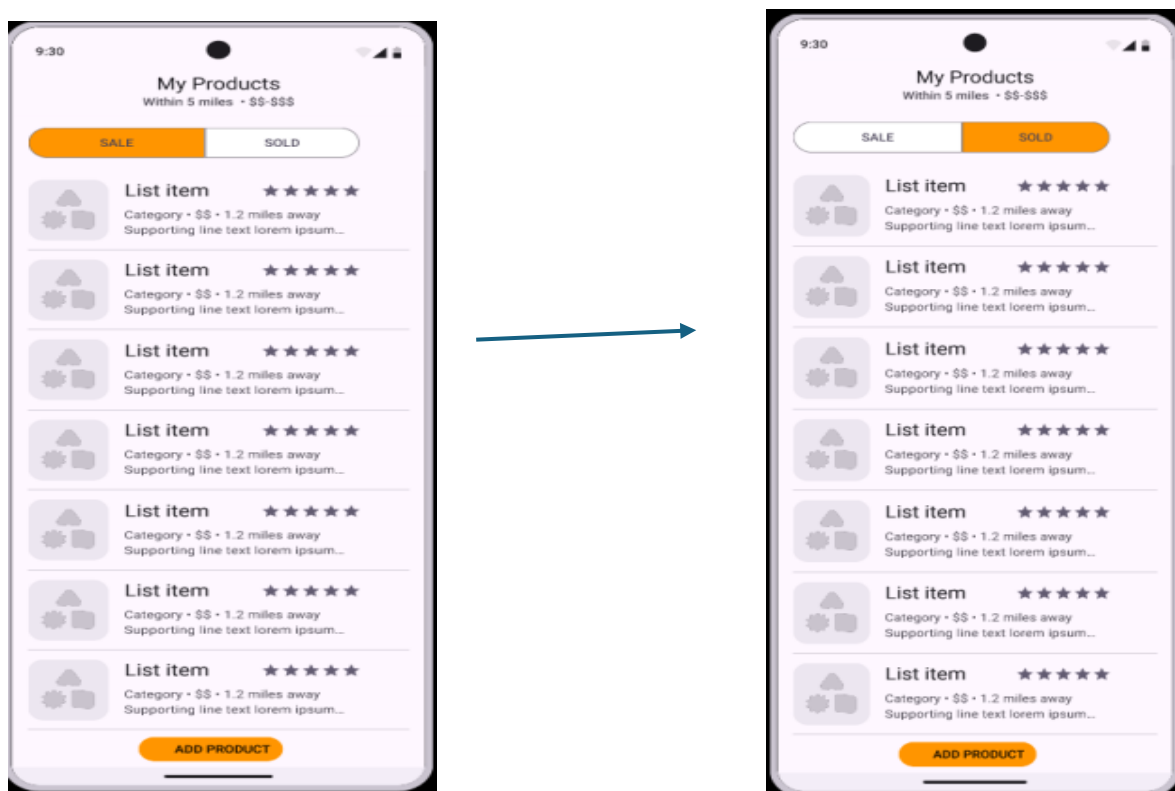 9:30
My Products
Within 5 miles • $$-$$$
SALE SOLD
List item
Category • $$ • 1.2 miles away
Supporting line text lorem ipsum...
List item
Category • $$ • 1.2 miles away
Supporting line text lorem ipsum...
List item
Category • $$ • 1.2 miles away
Supporting line text lorem ipsum...
List item
Category • $$ • 1.2 miles away
Supporting line text lorem ipsum...
List item
Category • $$ • 1.2 miles away
Supporting line text lorem ipsum...
List item
Category • $$ • 1.2 miles away
Supporting line text lorem ipsum...
List item
Category • $$ • 1.2 miles away
Supporting line text lorem ipsum...
ADD PRODUCT
9:30
My Products
Within 5 miles • $$-$$$
SALE SOLD
List item
Category • $$ • 1.2 miles away
Supporting line text lorem ipsum...
List item
Category • $$ • 1.2 miles away
Supporting line text lorem ipsum...
List item
Category • $$ • 1.2 miles away
Supporting line text lorem ipsum...
List item
Category • $$ • 1.2 miles away
Supporting line text lorem ipsum...
List item
Category • $$ • 1.2 miles away
Supporting line text lorem ipsum...
List item
Category • $$ • 1.2 miles away
Supporting line text lorem ipsum...
List item
Category • $$ • 1.2 miles away
Supporting line text lorem ipsum...
ADD PRODUCT